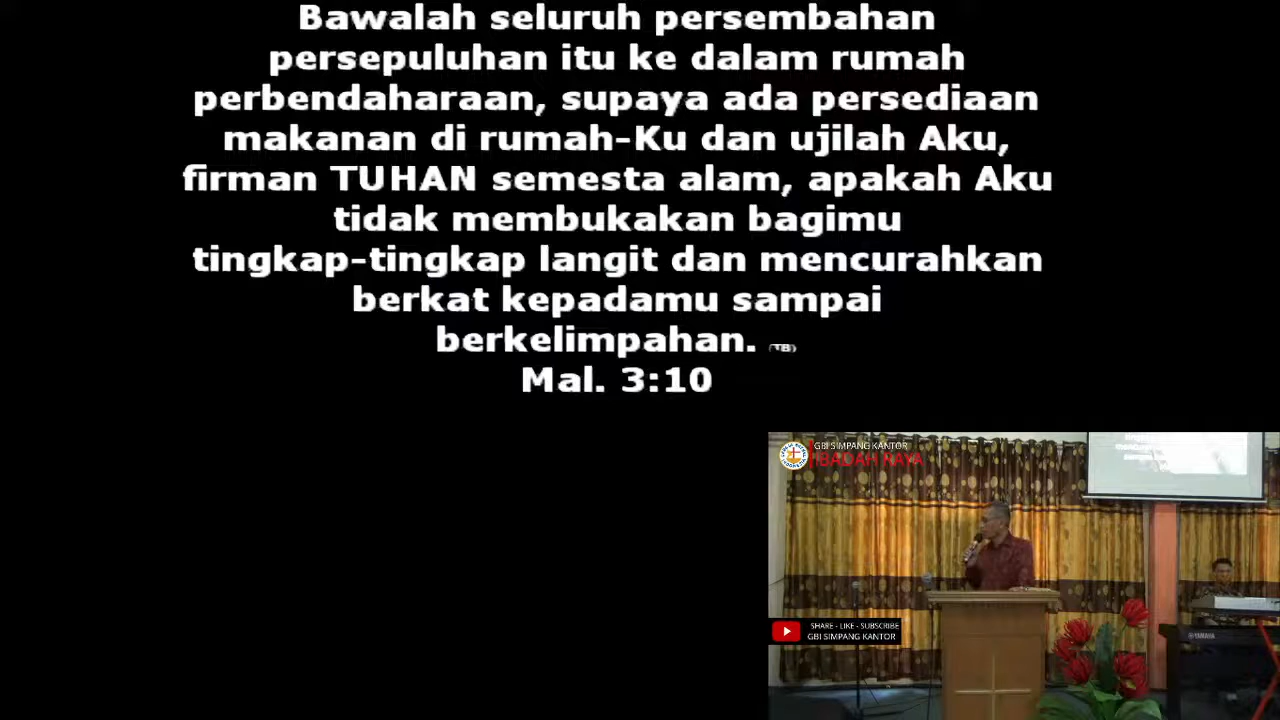 Bawalah seluruh persembahan
persepuluhan itu ke dalam rumah
perbendaharaan, supaya ada persediaan
makanan di rumah-Ku dan ujilah Aku,
firman TUHAN semesta alam, apakah Aku
tidak membukakan bagimu
tingkap-tingkap langit dan mencurahkan
berkat kepadamu sampai
berkelimpahan. (TB)
Mal. 3:10
GBI SIMPANG KANTOR
IBADAH RAYA
SHARE - LIKE - SUBSCRIBE
GBI SIMPANG KANTOR
YAMAHA